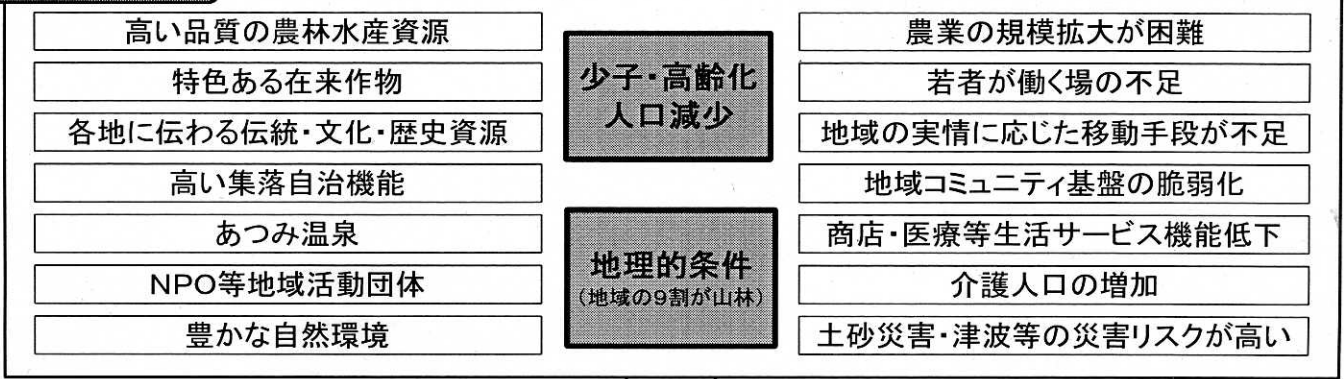 高い品質の農林水産資源
特色ある在来作物
各地に伝わる伝統・文化・歴史資源
高い集落自治機能
あつみ温泉
NPO等地域活動団体
豊かな自然環境
少子・高齢化
人口減少
地理的条件
(地域の9割が山林)
農業の規模拡大が困難
若者が働く場の不足
地域の実情に応じた移動手段が不足
地域コミュニティ基盤の脆弱化
商店・医療等生活サービス機能低下
介護人口の増加
土砂災害・津波等の災害リスクが高い